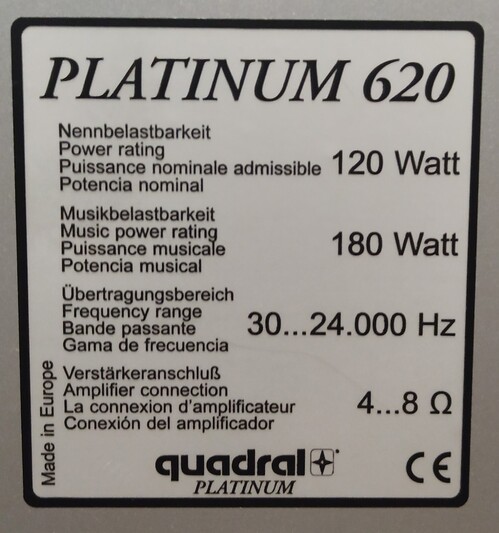 PLATINUM 620
Nennbelastbarkeit
Power rating
Puissance nominale admissible 120 Watt
Potencia nominal
Musikbelastbarkeit
Music power rating
Puissance musicale 180 Watt
Potencia musical
Übertragungsbereich
Frequency range
Bande passante 30...24.000 Hz
Gama de frecuencia
Verstärkeranschluß
Amplifier connection
La connexion d'amplificateur 4...8 Ω
Conexión del amplificador
Made in Europe
quadral
PLATINUM
CE